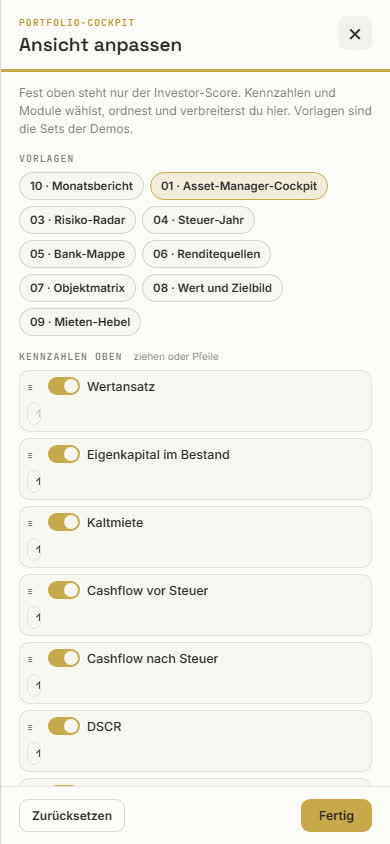 PORTFOLIO-COCKPIT
Ansicht anpassen
Fest oben steht nur der Investor-Score. Kennzahlen und
Module wählst, ordnest und verbreiterst du hier. Vorlagen sind
die Sets der Demos.
VORLAGEN
10 · Monatsbericht
01 · Asset-Manager-Cockpit
03 · Risiko-Radar
04 · Steuer-Jahr
05 · Bank-Mappe
06 · Renditequellen
07 · Objektmatrix
08 · Wert und Zielbild
09 · Mieten-Hebel
KENNZAHLEN OBEN ziehen oder Pfeile
Wertansatz
Eigenkapital im Bestand
Kaltmiete
Cashflow vor Steuer
Cashflow nach Steuer
DSCR
Zurücksetzen
Fertig